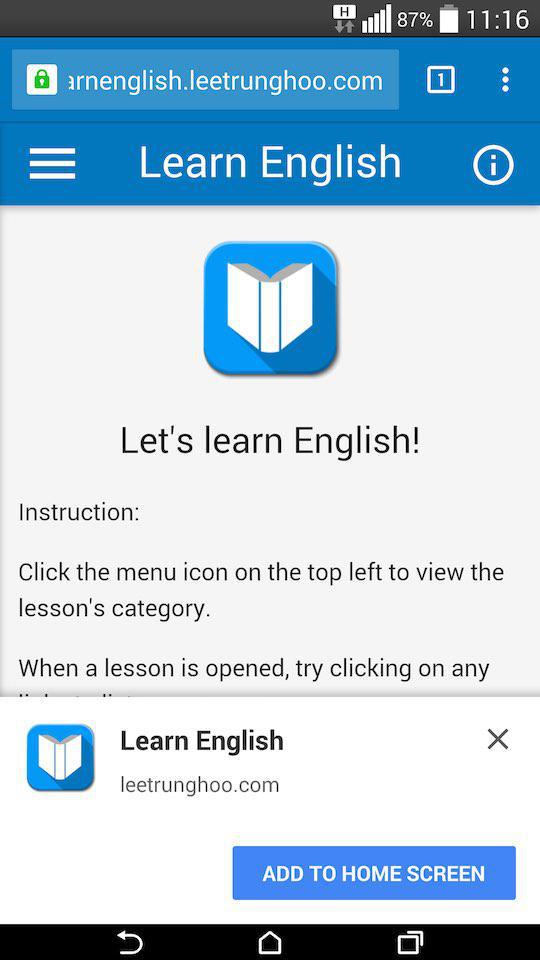 H 87% 11:16
arnenglish.leetrunghoo.com 1
Learn English
Let's learn English!
Instruction:
Click the menu icon on the top left to view the
lesson's category.
When a lesson is opened, try clicking on any
Learn English
leetrunghoo.com
ADD TO HOME SCREEN